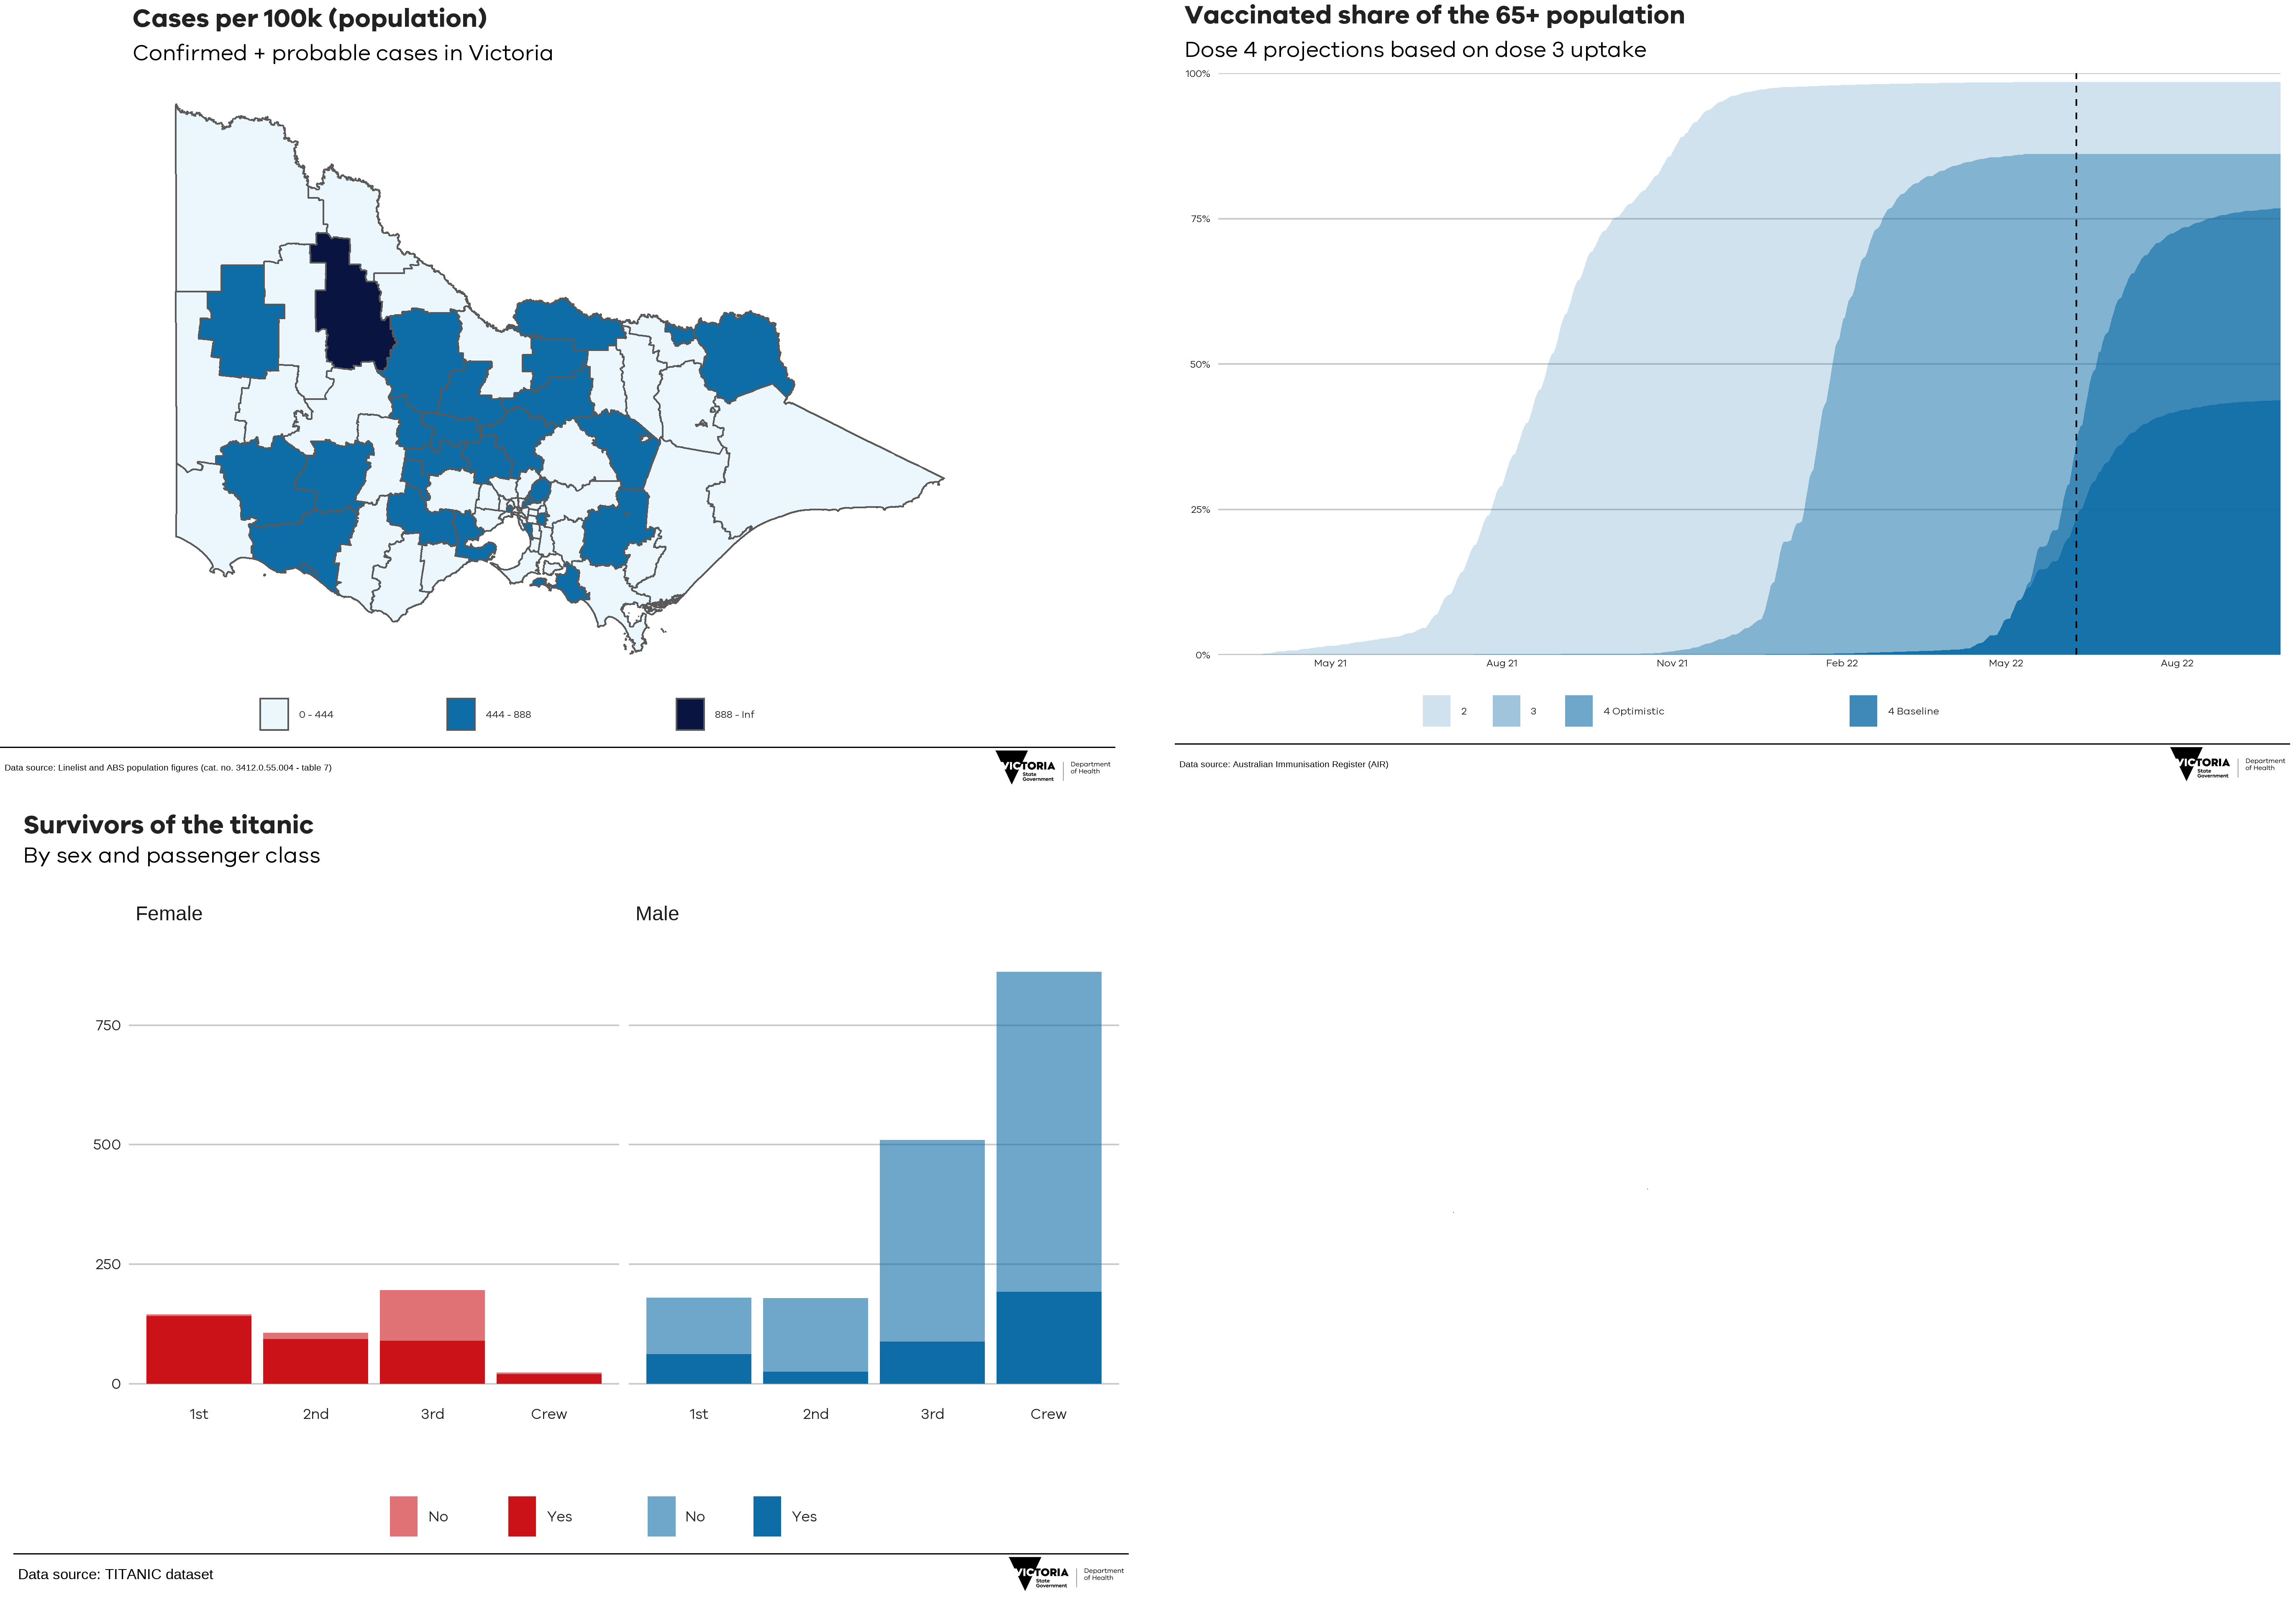 Cases per 100k (population)
Confirmed + probable cases in Victoria
0 - 444
444 - 888
888 - Inf
Data source: Linelist and ABS population figures (cat. no. 3412.0.55.004 - table 7)
VICTORIA
State
Government
Department
of Health
Vaccinated share of the 65+ population
Dose 4 projections based on dose 3 uptake
100%
75%
50%
25%
0%
May 21
Aug 21
Nov 21
Feb 22
May 22
Aug 22
2
3
4 Optimistic
4 Baseline
Data source: Australian Immunisation Register (AIR)
VICTORIA
State
Government
Department
of Health
Survivors of the titanic
By sex and passenger class
Female
Male
750
500
250
0
1st
2nd
3rd
Crew
1st
2nd
3rd
Crew
No
Yes
No
Yes
Data source: TITANIC dataset
VICTORIA
State
Government
Department
of Health